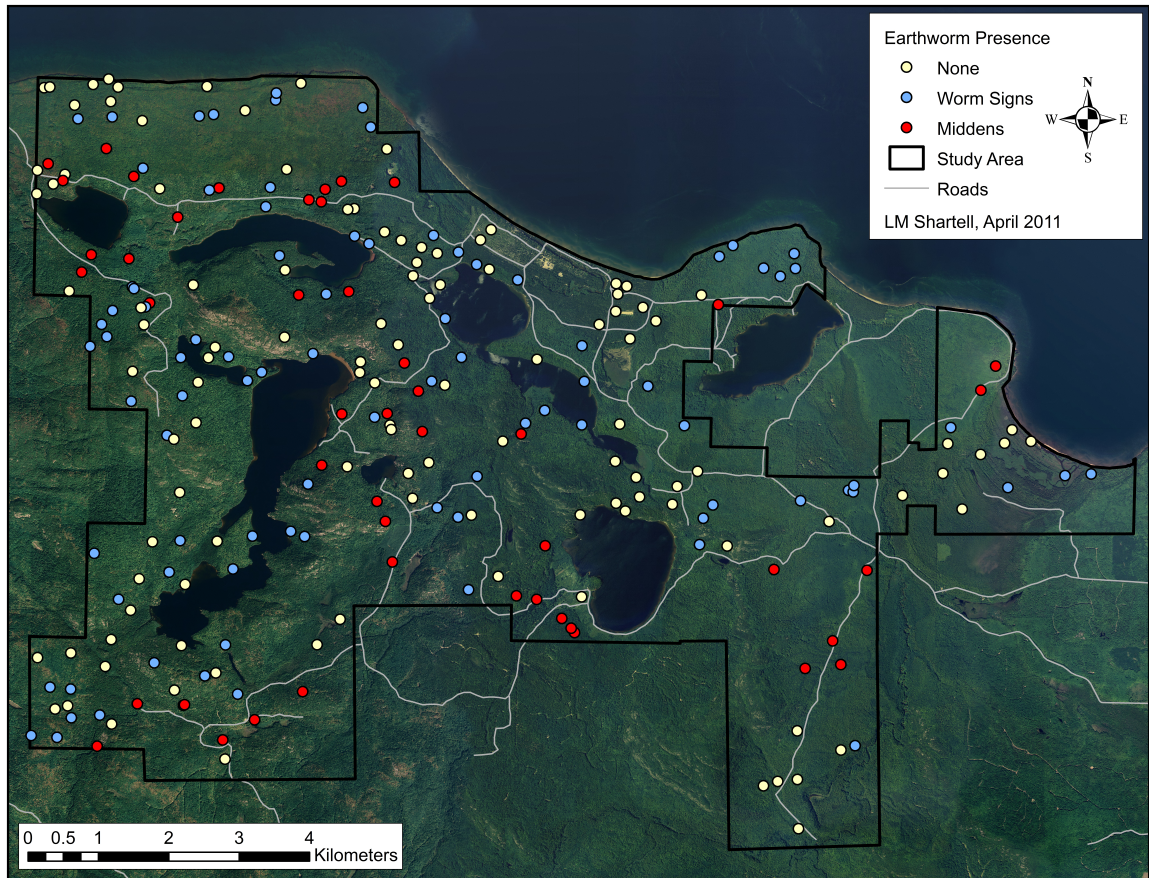 Earthworm Presence
None
Worm Signs
Middens
Study Area
Roads
LM Shartell, April 2011
N
W E
S
0 0.5 1 2 3 4
Kilometers